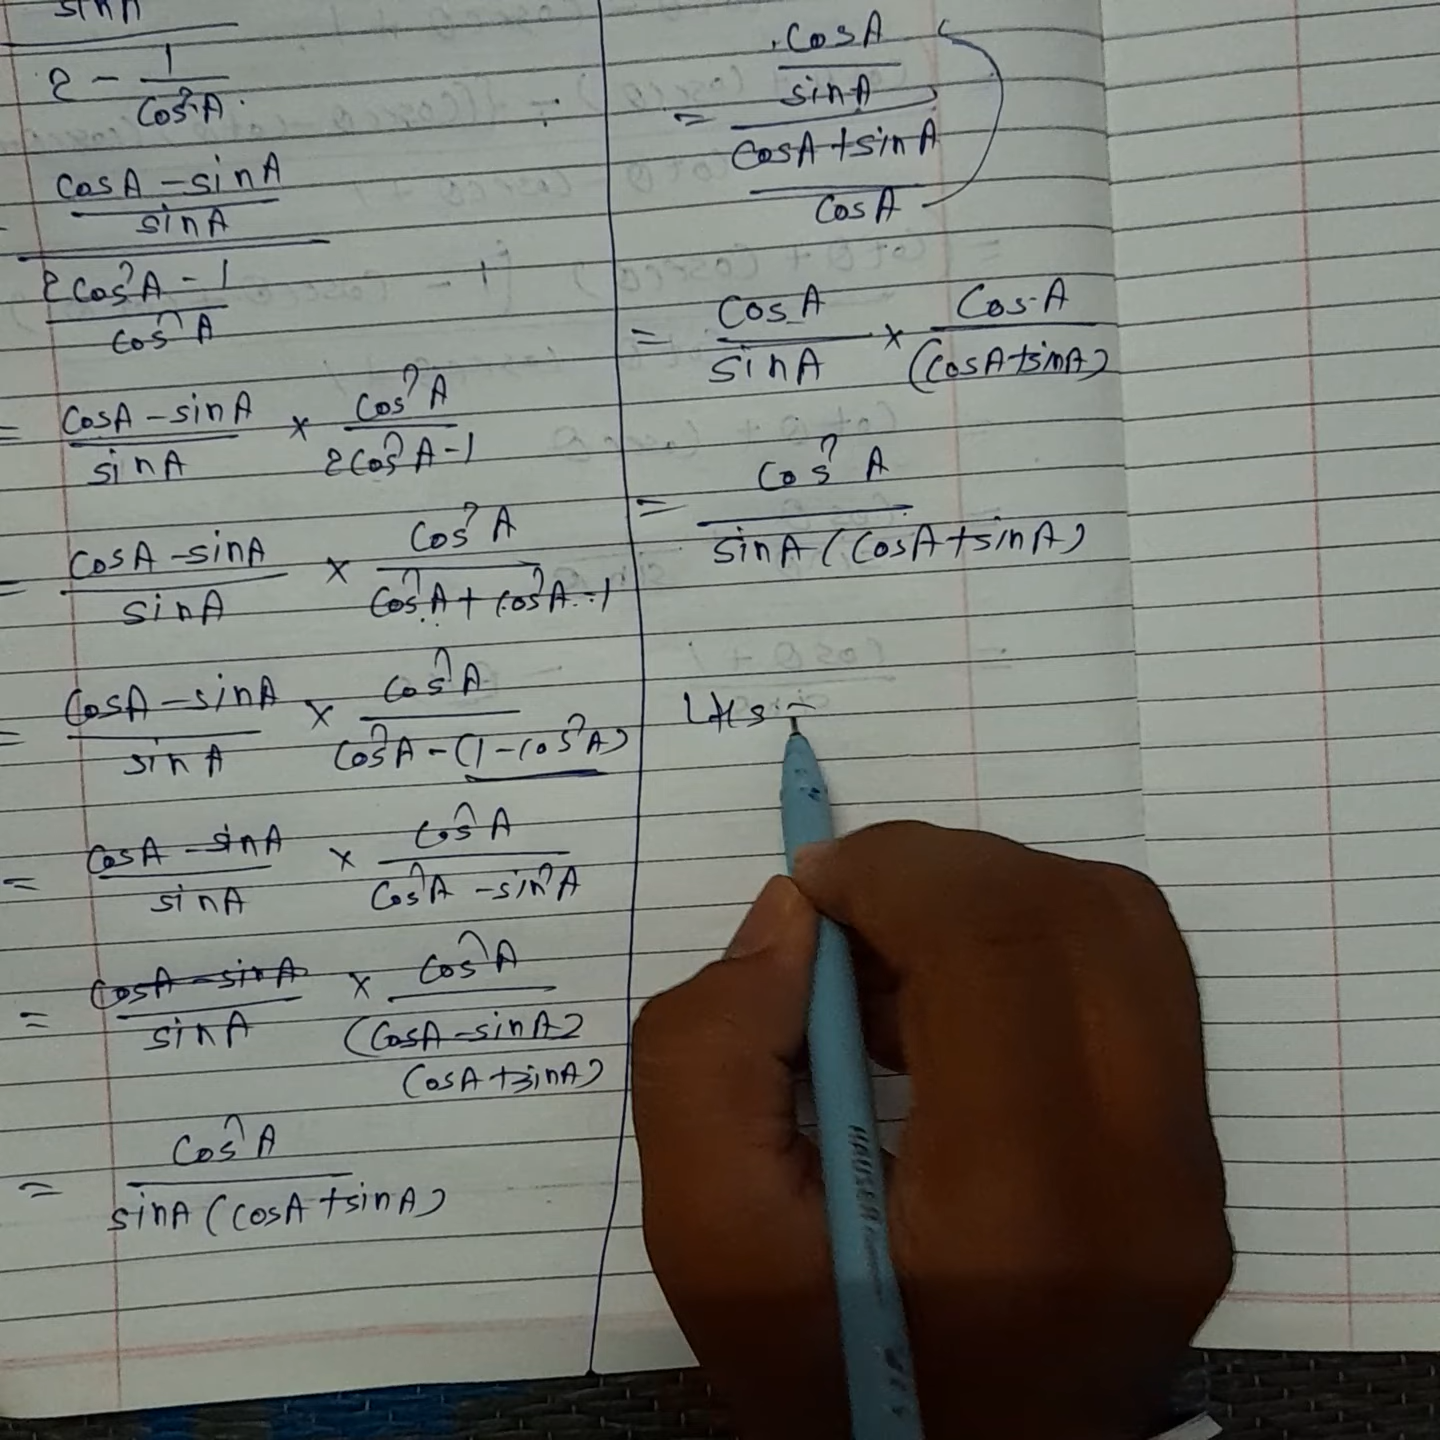 sinA
2 - 1
cos²A
cosA - sinA
sinA
2cos²A - 1
cos²A
= cosA - sinA × cos²A
sinA 2cos²A - 1
= cosA - sinA × cos²A
sinA cos²A + cos²A - 1
= cosA - sinA × cos²A
sinA cos²A - (1 - cos²A)
= cosA - sinA × cos²A
sinA cos²A - sin²A
= cosA - sinA × cos²A
sinA (cosA - sinA)
(cosA + sinA)
= cos²A
sinA (cosA + sinA)
cosA
sinA
=
cosA + sinA
cosA
= cosA × cosA
sinA (cosA + sinA)
= cos²A
sinA (cosA + sinA)
LHS =
HAUSER